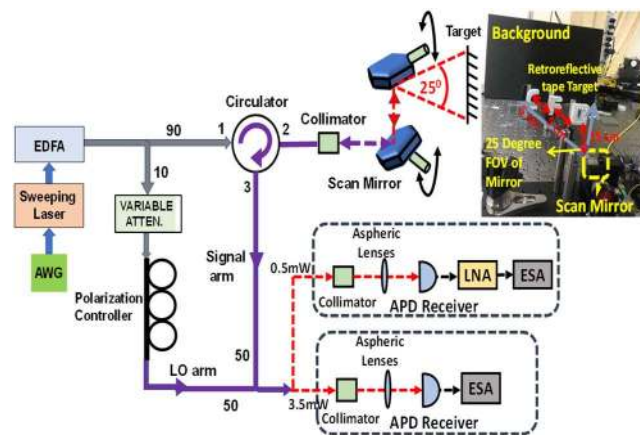 Target
Background
Retroreflective
tape Target
25⁰
Circulator
Collimator
90
1
2
EDFA
10
3
Scan Mirror
25 Degree
FOV of
Mirror
Scan Mirror
Sweeping
Laser
VARIABLE
ATTEN.
AWG
Signal
arm
Polarization
Controller
Aspheric
Lenses
0.5mW
LNA
ESA
Collimator
APD Receiver
50
LO arm
50
Aspheric
Lenses
3.5mW
ESA
Collimator
APD Receiver